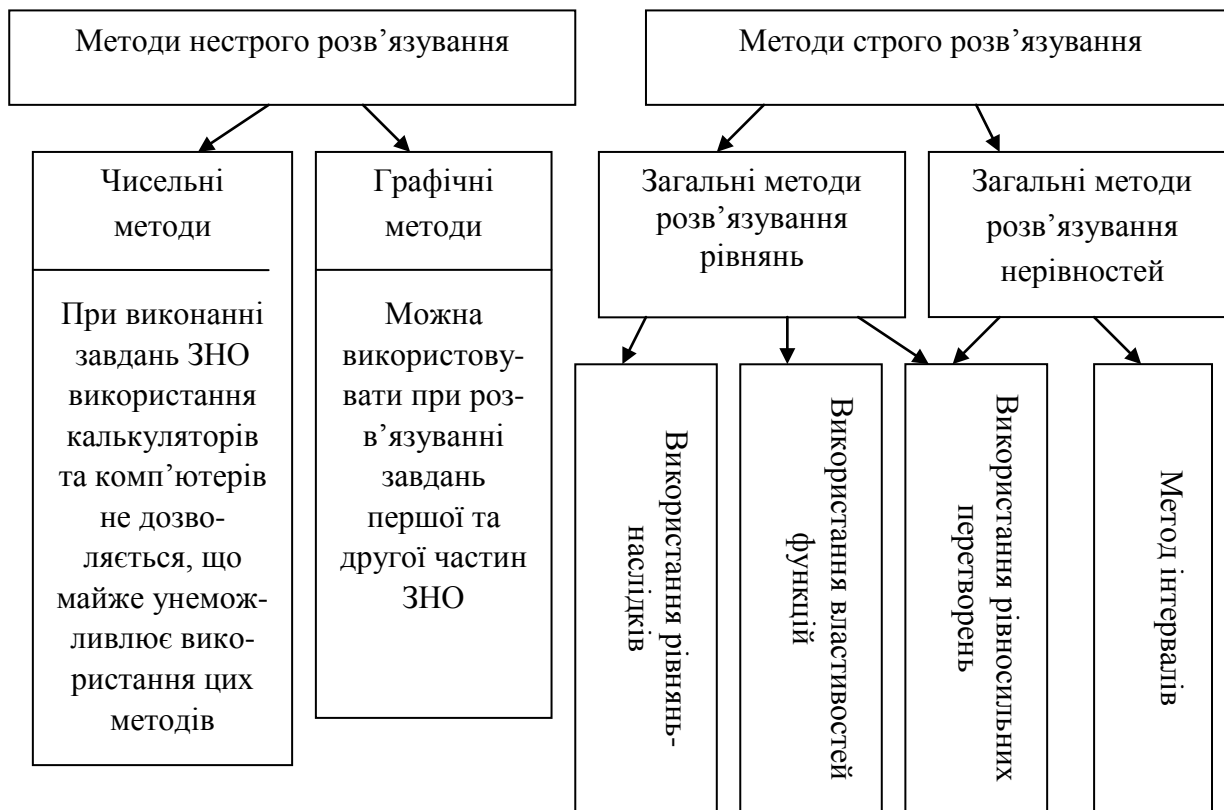 Методи нестрого розв’язування
Методи строго розв’язування
Чисельні
методи
При виконанні
завдань ЗНО
використання
калькуляторів
та комп’ютерів
не дозво-
ляється, що
майже унемож-
ливлює вико-
ристання цих
методів
Графічні
методи
Можна
використову-
вати при роз-
в’язуванні
завдань
першої та
другої частин
ЗНО
Загальні методи
розв’язування
рівнянь
Загальні методи
розв’язування
нерівностей
Використання рівнянь-
наслідків
Використання властивостей
функцій
Використання рівносильних
перетворень
Метод інтервалів